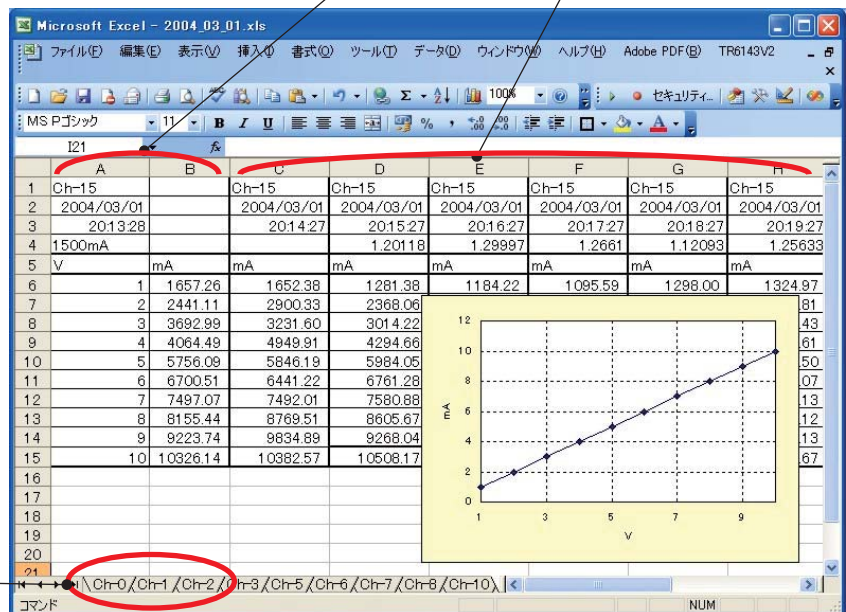 Microsoft Excel - 2004_03_01.xls
ファイル(F) 編集(E) 表示(V) 挿入(I) 書式(O) ツール(T) データ(D) ウィンドウ(W) ヘルプ(H) Adobe PDF(B) TR6143V2
100% セキュリティ...
MS Pゴシック 11 B I U % ,
I21 fx
A B C D E F G H
1 Ch-15 Ch-15 Ch-15 Ch-15 Ch-15 Ch-15 Ch-15
2 2004/03/01 2004/03/01 2004/03/01 2004/03/01 2004/03/01 2004/03/01 2004/03/01
3 20:13:28 20:14:27 20:15:27 20:16:27 20:17:27 20:18:27 20:19:27
4 1500mA 1.20118 1.29997 1.2661 1.12093 1.25633
5 V mA mA mA mA mA mA mA
6 1 1657.26 1652.38 1281.38 1184.22 1095.59 1298.00 1324.97
7 2 2441.11 2900.33 2368.06 81
8 3 3692.99 3231.60 3014.22 43
9 4 4064.49 4949.91 4294.66 61
10 5 5756.09 5846.19 5984.05 50
11 6 6700.51 6441.22 6761.28 07
12 7 7497.07 7492.01 7580.88 13
13 8 8155.44 8769.51 8605.67 12
14 9 9223.74 9834.89 9268.04 13
15 10 10326.14 10382.57 10508.17 67
16
17
18
19
20
21
12
10
8
6
4
2
0
mA
1 3 5 7 9
V
Ch-0 Ch-1 Ch-2 Ch-3 Ch-5 Ch-6 Ch-7 Ch-8 Ch-10
コマンド NUM